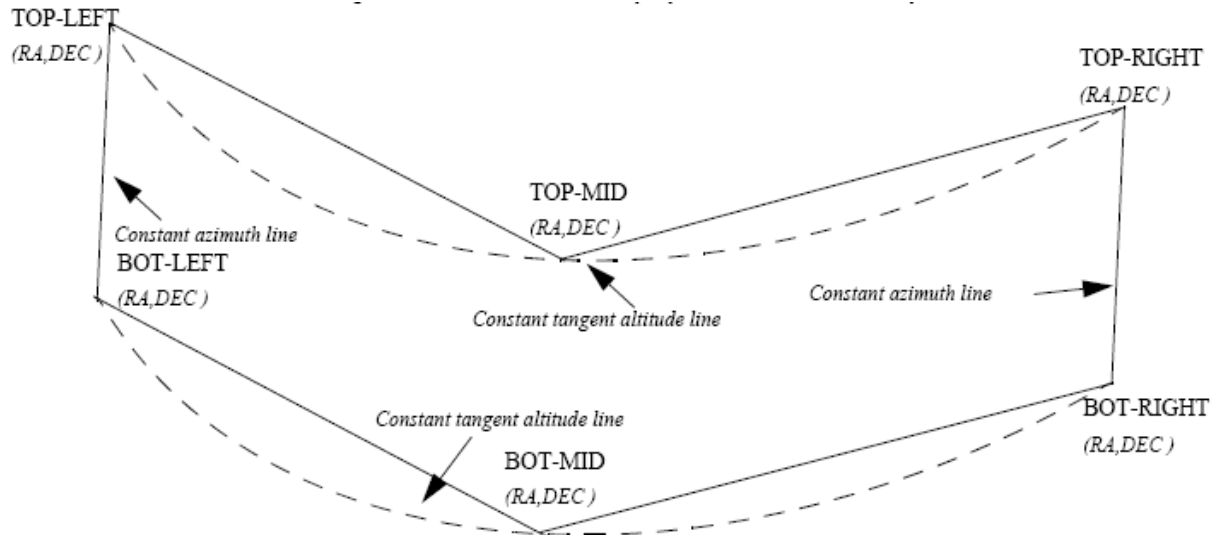 TOP-LEFT
(RA,DEC )
TOP-RIGHT
(RA,DEC )
TOP-MID
(RA,DEC )
Constant azimuth line
BOT-LEFT
(RA,DEC )
Constant azimuth line
Constant tangent altitude line
Constant tangent altitude line
BOT-RIGHT
(RA,DEC )
BOT-MID
(RA,DEC )